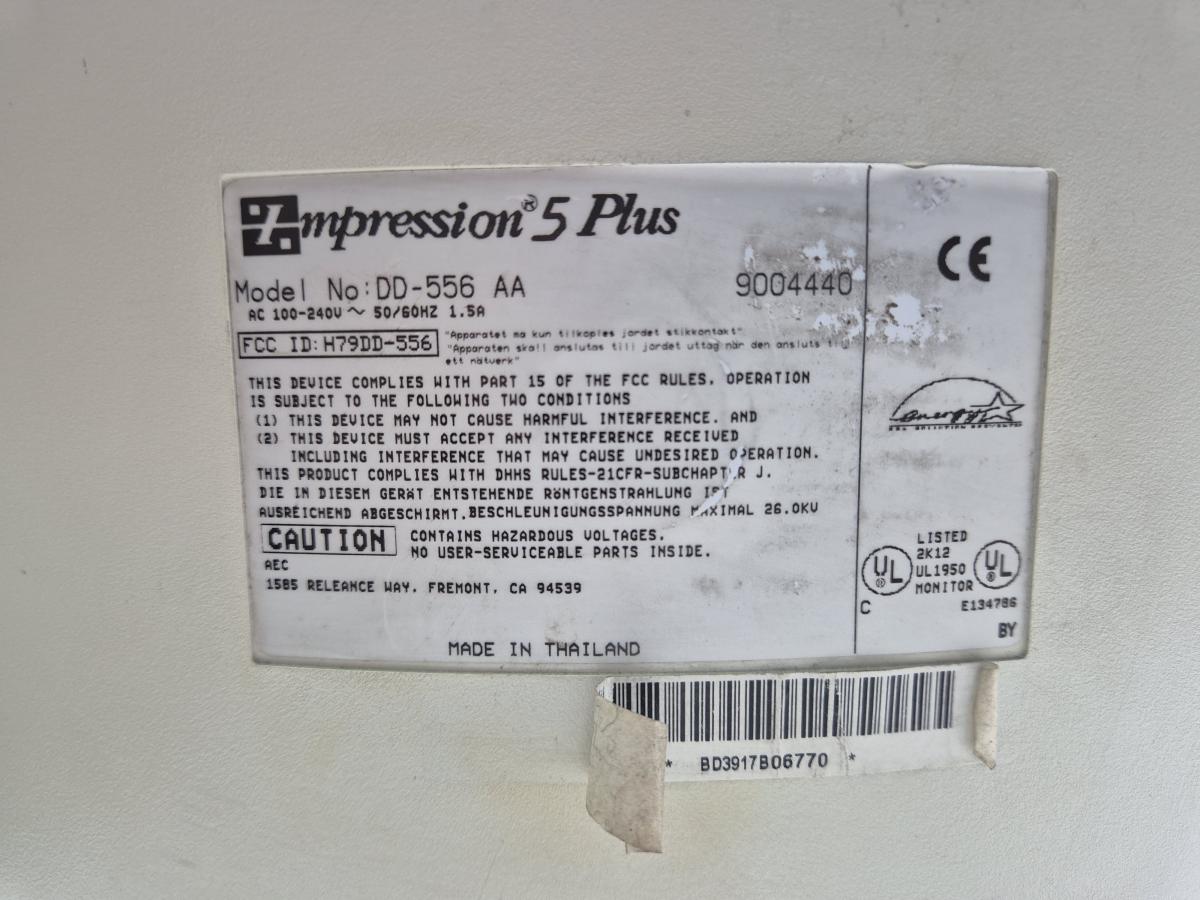 Impression® 5 Plus
Model No: DD-556 AA 9004440
AC 100-240V ~ 50/60HZ 1.5A
FCC ID: H79DD-556
"Apparatet ma kun tilkoples jordet stikkontakt"
"Apparaten skall anslutas till jordet uttag när den ansluts till
ett nätverk"
THIS DEVICE COMPLIES WITH PART 15 OF THE FCC RULES. OPERATION
IS SUBJECT TO THE FOLLOWING TWO CONDITIONS
(1) THIS DEVICE MAY NOT CAUSE HARMFUL INTERFERENCE. AND
(2) THIS DEVICE MUST ACCEPT ANY INTERFERENCE RECEIVED
INCLUDING INTERFERENCE THAT MAY CAUSE UNDESIRED OPERATION.
THIS PRODUCT COMPLIES WITH DHHS RULES-21CFR-SUBCHAPTER J.
DIE IN DIESEM GERÄT ENTSTEHENDE RÖNTGENSTRAHLUNG IST
AUSREICHEND ABGESCHIRMT. BESCHLEUNIGUNGSSPANNUNG MAXIMAL 26.0KV
CAUTION
CONTAINS HAZARDOUS VOLTAGES.
NO USER-SERVICEABLE PARTS INSIDE.
AEC
1585 RELEANCE WAY. FREMONT. CA 94539
MADE IN THAILAND
CE
energy
EPA POLLUTION PREVENTER
UL ®
LISTED
2K12
UL1950
MONITOR
UL ®
C
E134786
BY
* BD3917B06770 *